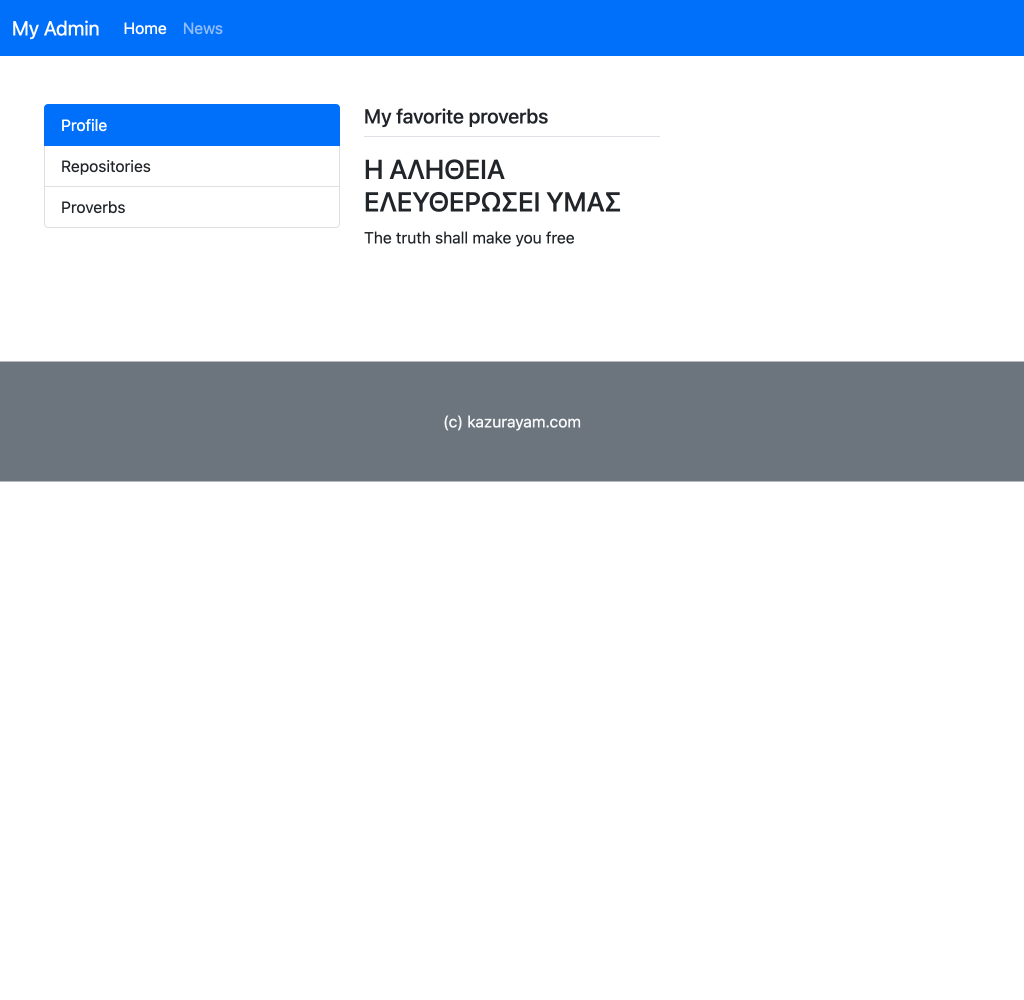 My Admin Home News
Profile
Repositories
Proverbs
My favorite proverbs
Η ΑΛΗΘΕΙΑ
ΕΛΕΥΘΕΡΩΣΕΙ ΥΜΑΣ
The truth shall make you free
(c) kazurayam.com